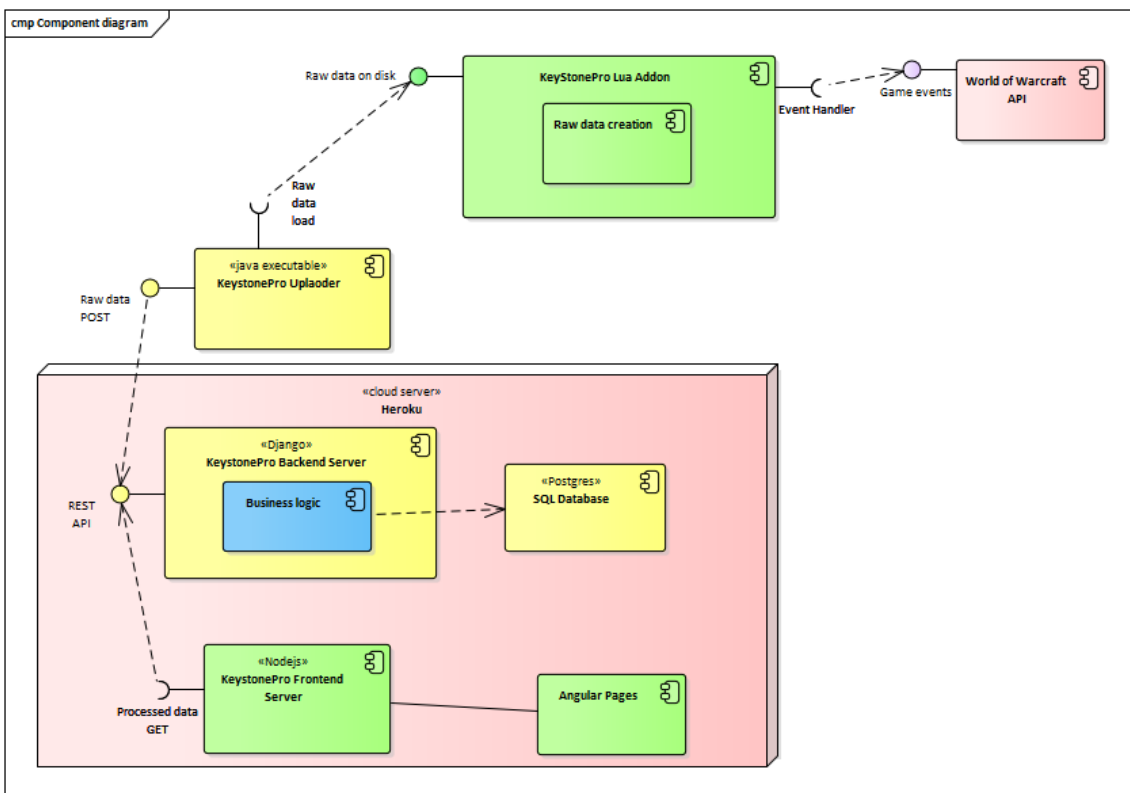 cmp Component diagram
Raw data on disk
KeyStonePro Lua Addon
Raw data creation
Event Handler
Game events
World of Warcraft
API
Raw
data
load
«java executable»
KeystonePro Uplaoder
Raw data
POST
«cloud server»
Heroku
«Django»
KeystonePro Backend Server
Business logic
«Postgres»
SQL Database
REST
API
«Nodejs»
KeystonePro Frontend
Server
Processed data
GET
Angular Pages